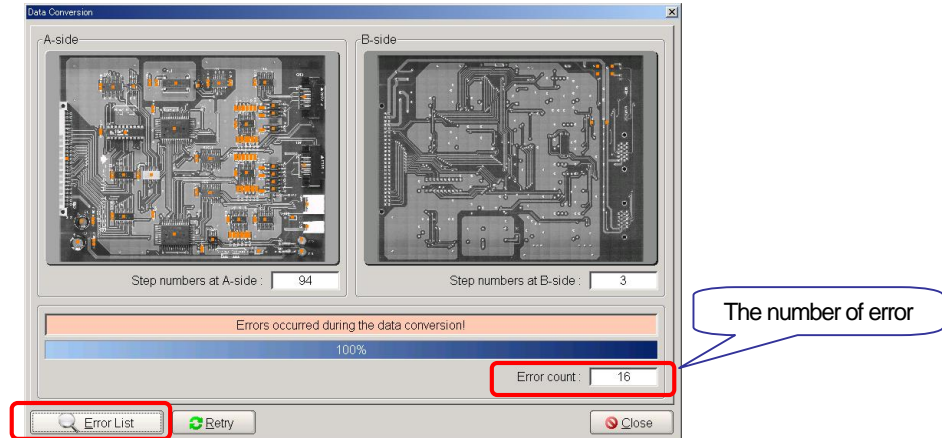 Data Conversion
A-side
B-side
Step numbers at A-side : 94
Step numbers at B-side : 3
Errors occurred during the data conversion!
100%
Error count : 16
The number of error
Error List
Retry
Close